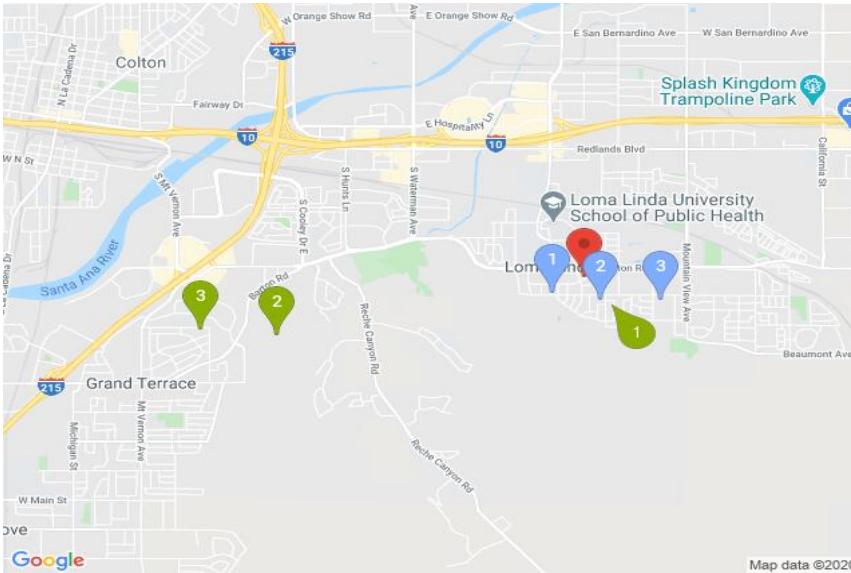 W Orange Show Rd
Ave
E Orange Show Rd
E San Bernardino Ave
W San Bernardino Ave
215
Colton
N La Cadena Dr
Splash Kingdom
Trampoline Park
Fairway Dr
E Hospitality Ln
10
10
Redlands Blvd
California St
W N St
S Mt Vernon Ave
S Cooley Dr E
S Hunts Ln
S Waterman Ave
Loma Linda University
School of Public Health
Santa Ana River
Barton Rd
1
2
3
Mountain View Ave
3
2
1
Reche Canyon Rd
Beaumont Ave
215
Grand Terrace
Mt Vernon Ave
Michigan St
Reche Canyon Rd
W Main St
ove
Google
Map data ©2020